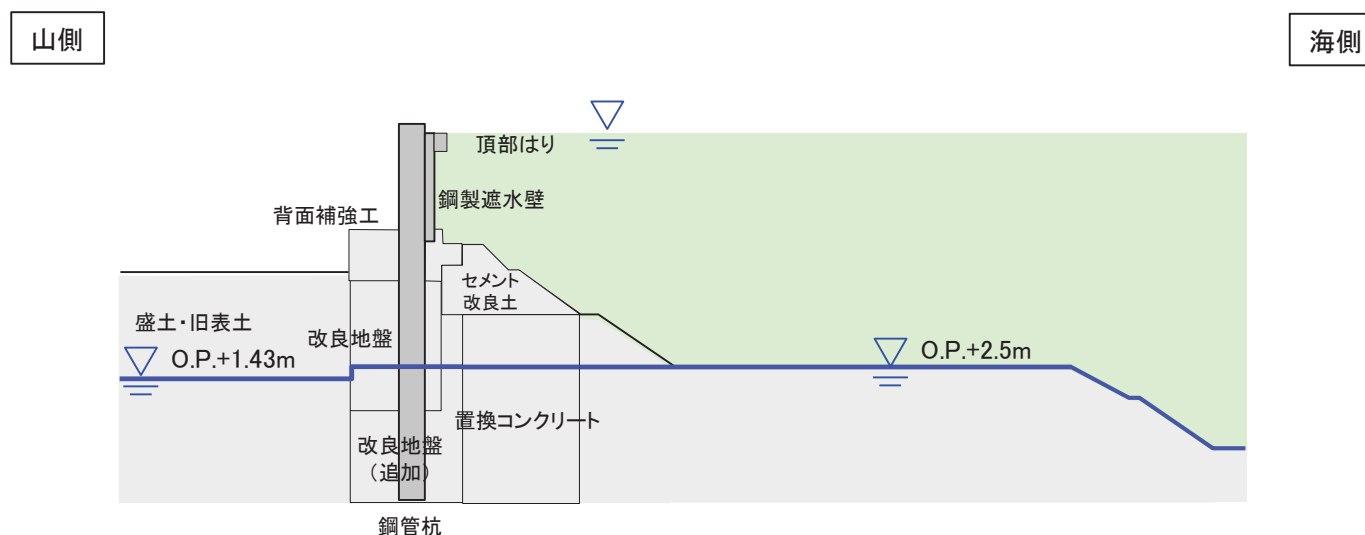 山側
海側
頂部はり
鋼製遮水壁
背面補強工
セメント
改良土
盛土・旧表土
改良地盤
O.P.+1.43m
O.P.+2.5m
置換コンクリート
改良地盤
（追加）
鋼管杭